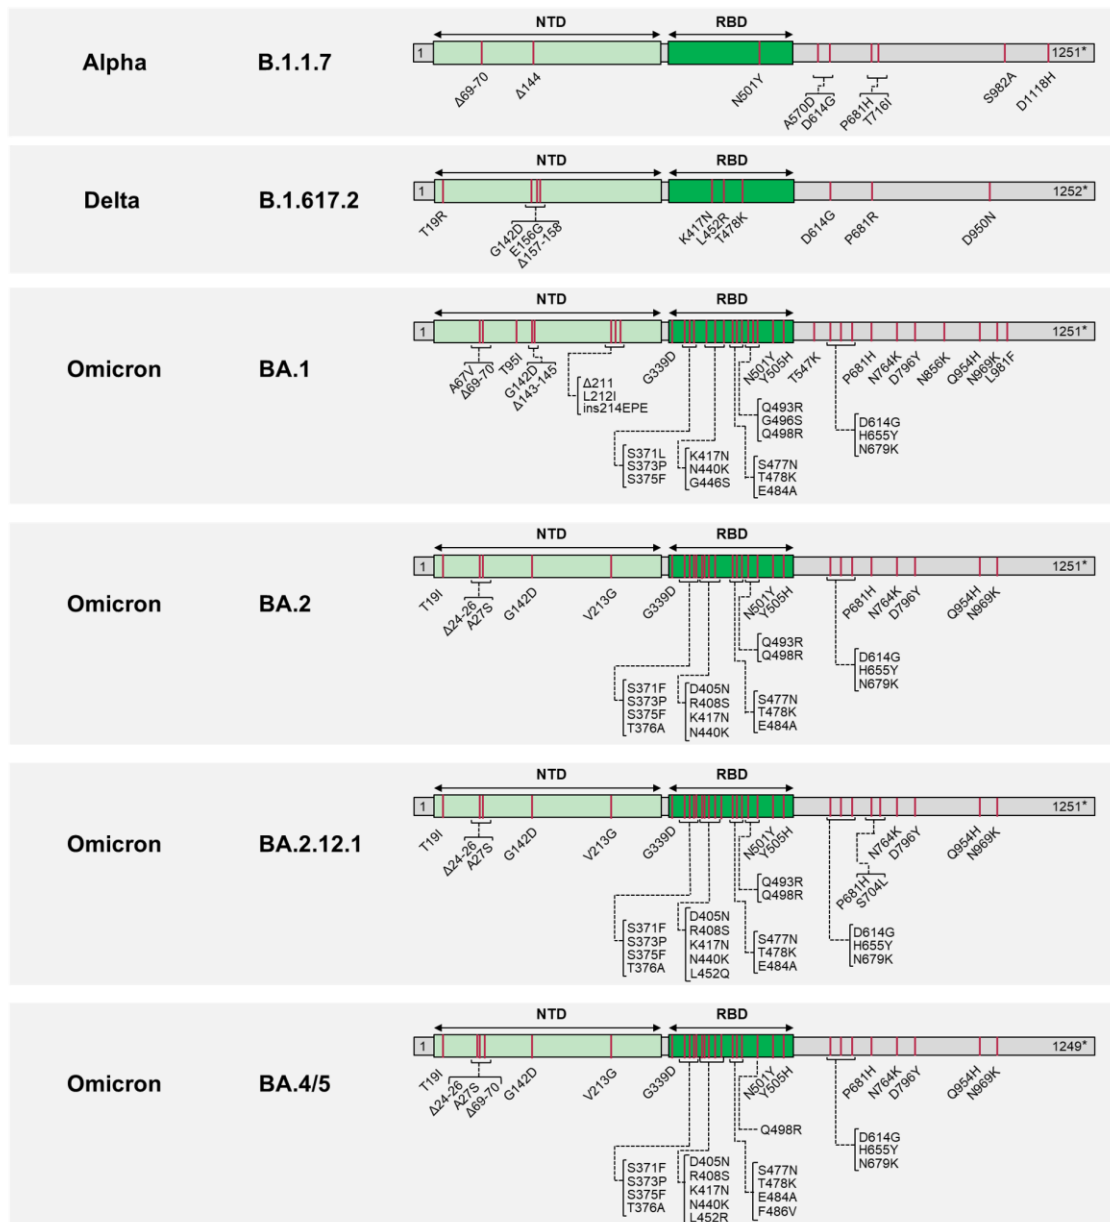 NTD RBD
Alpha B.1.1.7 1 1251*
Δ69-70 Δ144 N501Y A570D D614G P681H T716I S982A D1118H
NTD RBD
Delta B.1.617.2 1 1252*
T19R G142D E156G Δ157-158 K417N L452R T478K D614G P681R D950N
NTD RBD
Omicron BA.1 1 1251*
A67V Δ69-70 T95I G142D Δ143-145 G339D N501Y Y505H T547K P681H N764K D796Y N856K Q954H N969K L981F
Δ211
L212I
ins214EPE
S371L
S373P
S375F
K417N
N440K
G446S
Q493R
G496S
Q498R
S477N
T478K
E484A
D614G
H655Y
N679K
NTD RBD
Omicron BA.2 1 1251*
T19I Δ24-26 A27S G142D V213G G339D N501Y Y505H P681H N764K D796Y Q954H N969K
S371F
S373P
S375F
T376A
D405N
R408S
K417N
N440K
Q493R
Q498R
S477N
T478K
E484A
D614G
H655Y
N679K
NTD RBD
Omicron BA.2.12.1 1 1251*
T19I Δ24-26 A27S G142D V213G G339D N501Y Y505H P681H S704L N764K D796Y Q954H N969K
S371F
S373P
S375F
T376A
D405N
R408S
K417N
N440K
L452Q
Q493R
Q498R
S477N
T478K
E484A
D614G
H655Y
N679K
NTD RBD
Omicron BA.4/5 1 1249*
T19I Δ24-26 A27S Δ69-70 G142D V213G G339D N501Y Y505H P681H N764K D796Y Q954H N969K
S371F
S373P
S375F
T376A
D405N
R408S
K417N
N440K
L452R
Q498R
S477N
T478K
E484A
F486V
D614G
H655Y
N679K